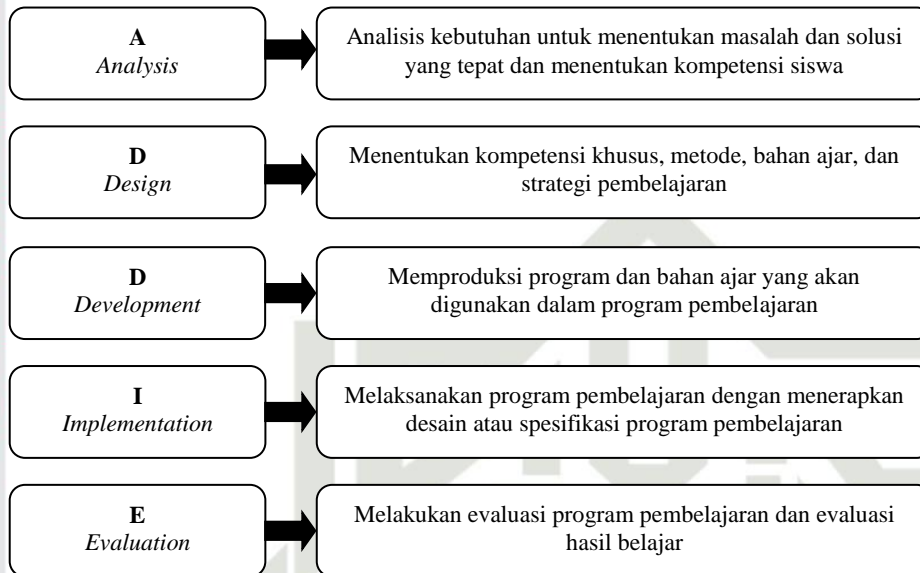 A
Analysis
Analisis kebutuhan untuk menentukan masalah dan solusi
yang tepat dan menentukan kompetensi siswa
D
Design
Menentukan kompetensi khusus, metode, bahan ajar, dan
strategi pembelajaran
D
Development
Memproduksi program dan bahan ajar yang akan
digunakan dalam program pembelajaran
I
Implementation
Melaksanakan program pembelajaran dengan menerapkan
desain atau spesifikasi program pembelajaran
E
Evaluation
Melakukan evaluasi program pembelajaran dan evaluasi
hasil belajar